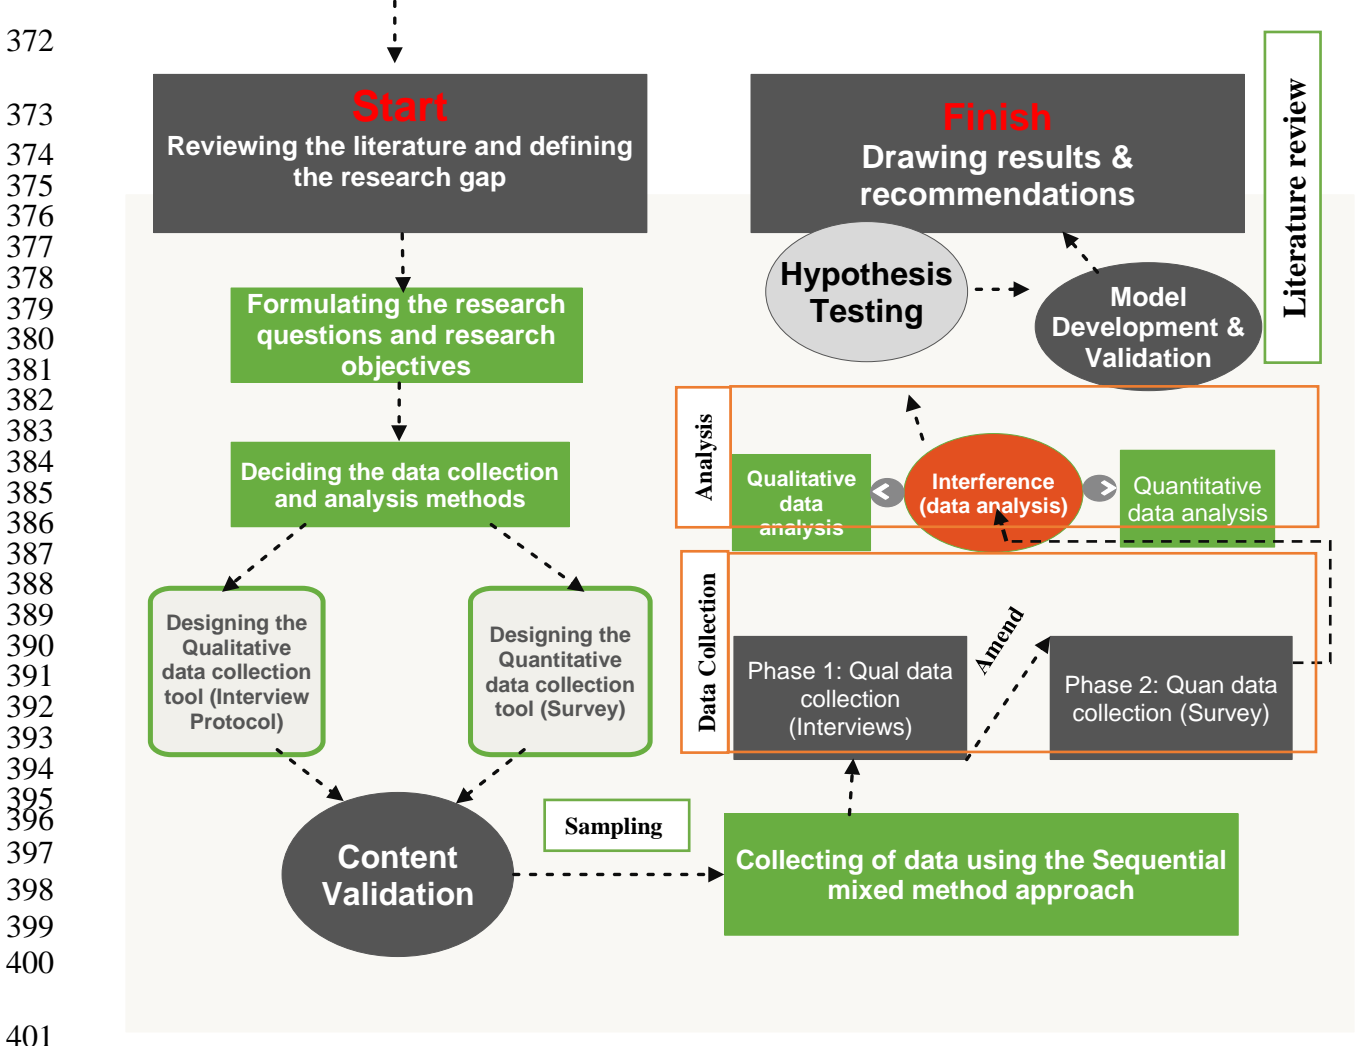 372
373
374
375
376
377
378
379
380
381
382
383
384
385
386
387
388
389
390
391
392
393
394
395
396
397
398
399
400
401
Start
Reviewing the literature and defining
the research gap
Formulating the research
questions and research
objectives
Deciding the data collection
and analysis methods
Designing the
Qualitative
data collection
tool (Interview
Protocol)
Designing the
Quantitative
data collection
tool (Survey)
Content
Validation
Sampling
Collecting of data using the Sequential
mixed method approach
Data Collection
Phase 1: Qual data
collection
(Interviews)
Amend
Phase 2: Quan data
collection (Survey)
Analysis
Qualitative
data
analysis
Interference
(data analysis)
Quantitative
data analysis
Hypothesis
Testing
Model
Development &
Validation
Finish
Drawing results &
recommendations
Literature review